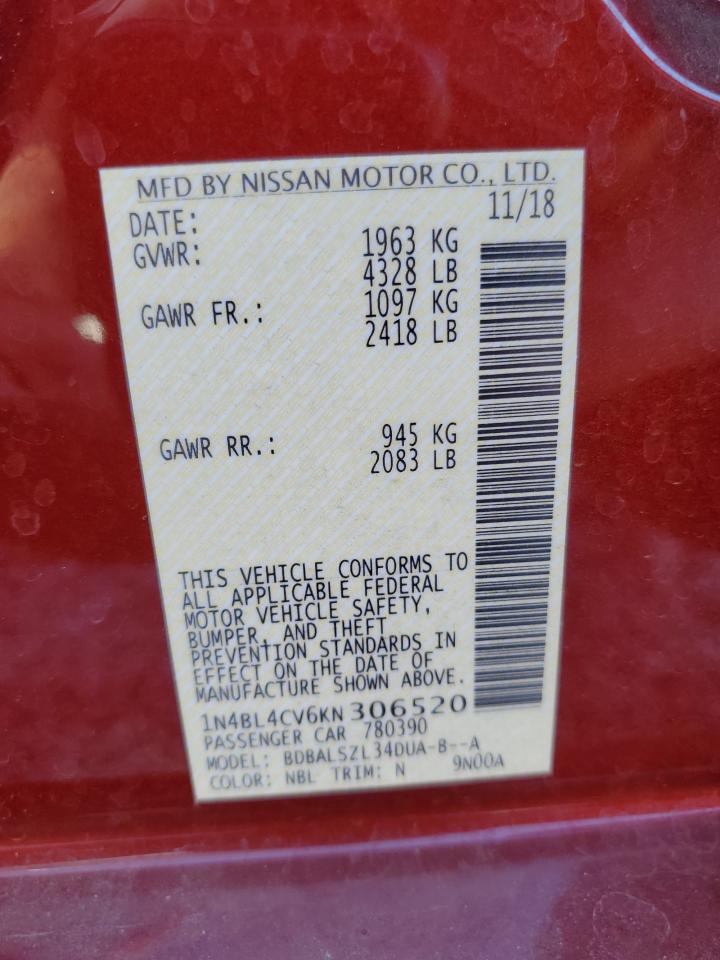 MFD BY NISSAN MOTOR CO., LTD.
DATE: 11/18
GVWR: 1963 KG
4328 LB
GAWR FR.: 1097 KG
2418 LB
GAWR RR.: 945 KG
2083 LB
THIS VEHICLE CONFORMS TO
ALL APPLICABLE FEDERAL
MOTOR VEHICLE SAFETY,
BUMPER, AND THEFT
PREVENTION STANDARDS IN
EFFECT ON THE DATE OF
MANUFACTURE SHOWN ABOVE.
1N4BL4CV6KN306520
PASSENGER CAR 780390
MODEL: BDBALSZL34DUA-B--A
COLOR: NBL TRIM: N 9N00A